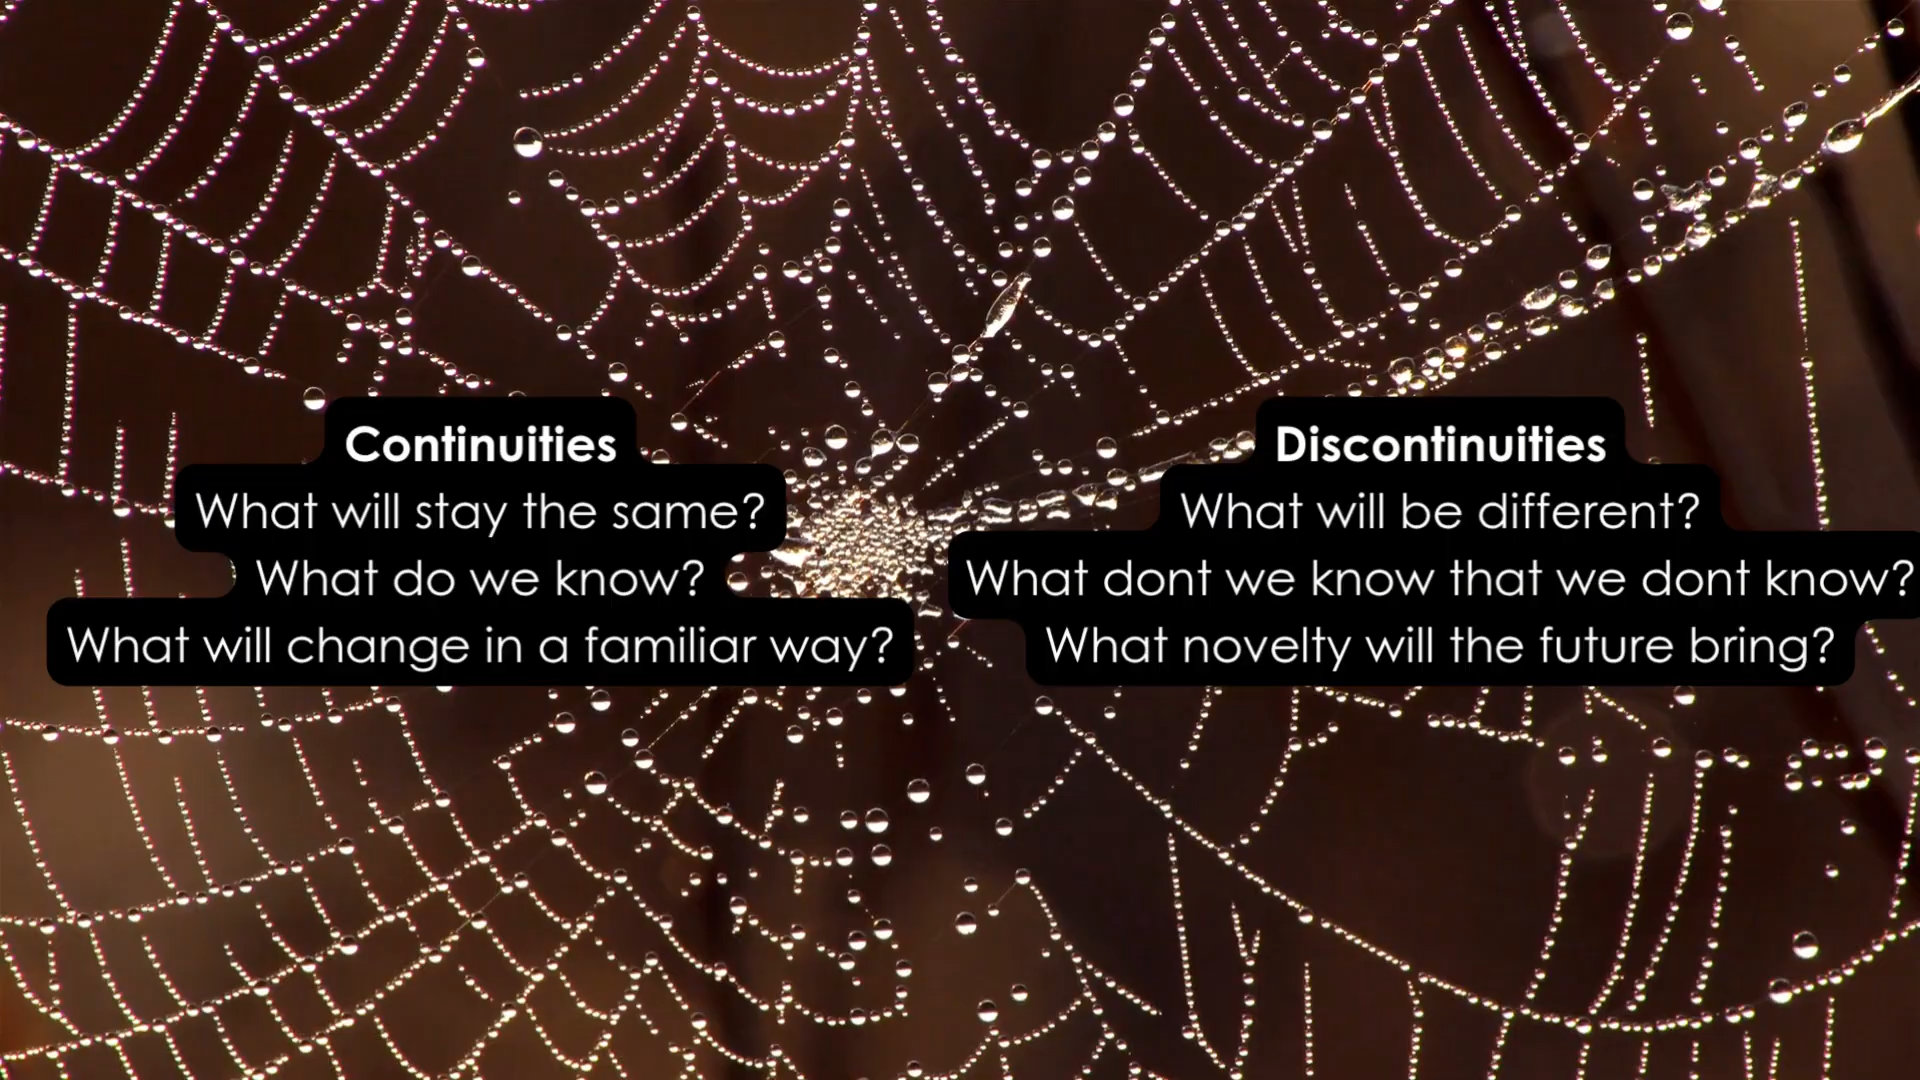 Continuities
What will stay the same?
What do we know?
What will change in a familiar way?
Discontinuities
What will be different?
What dont we know that we dont know?
What novelty will the future bring?